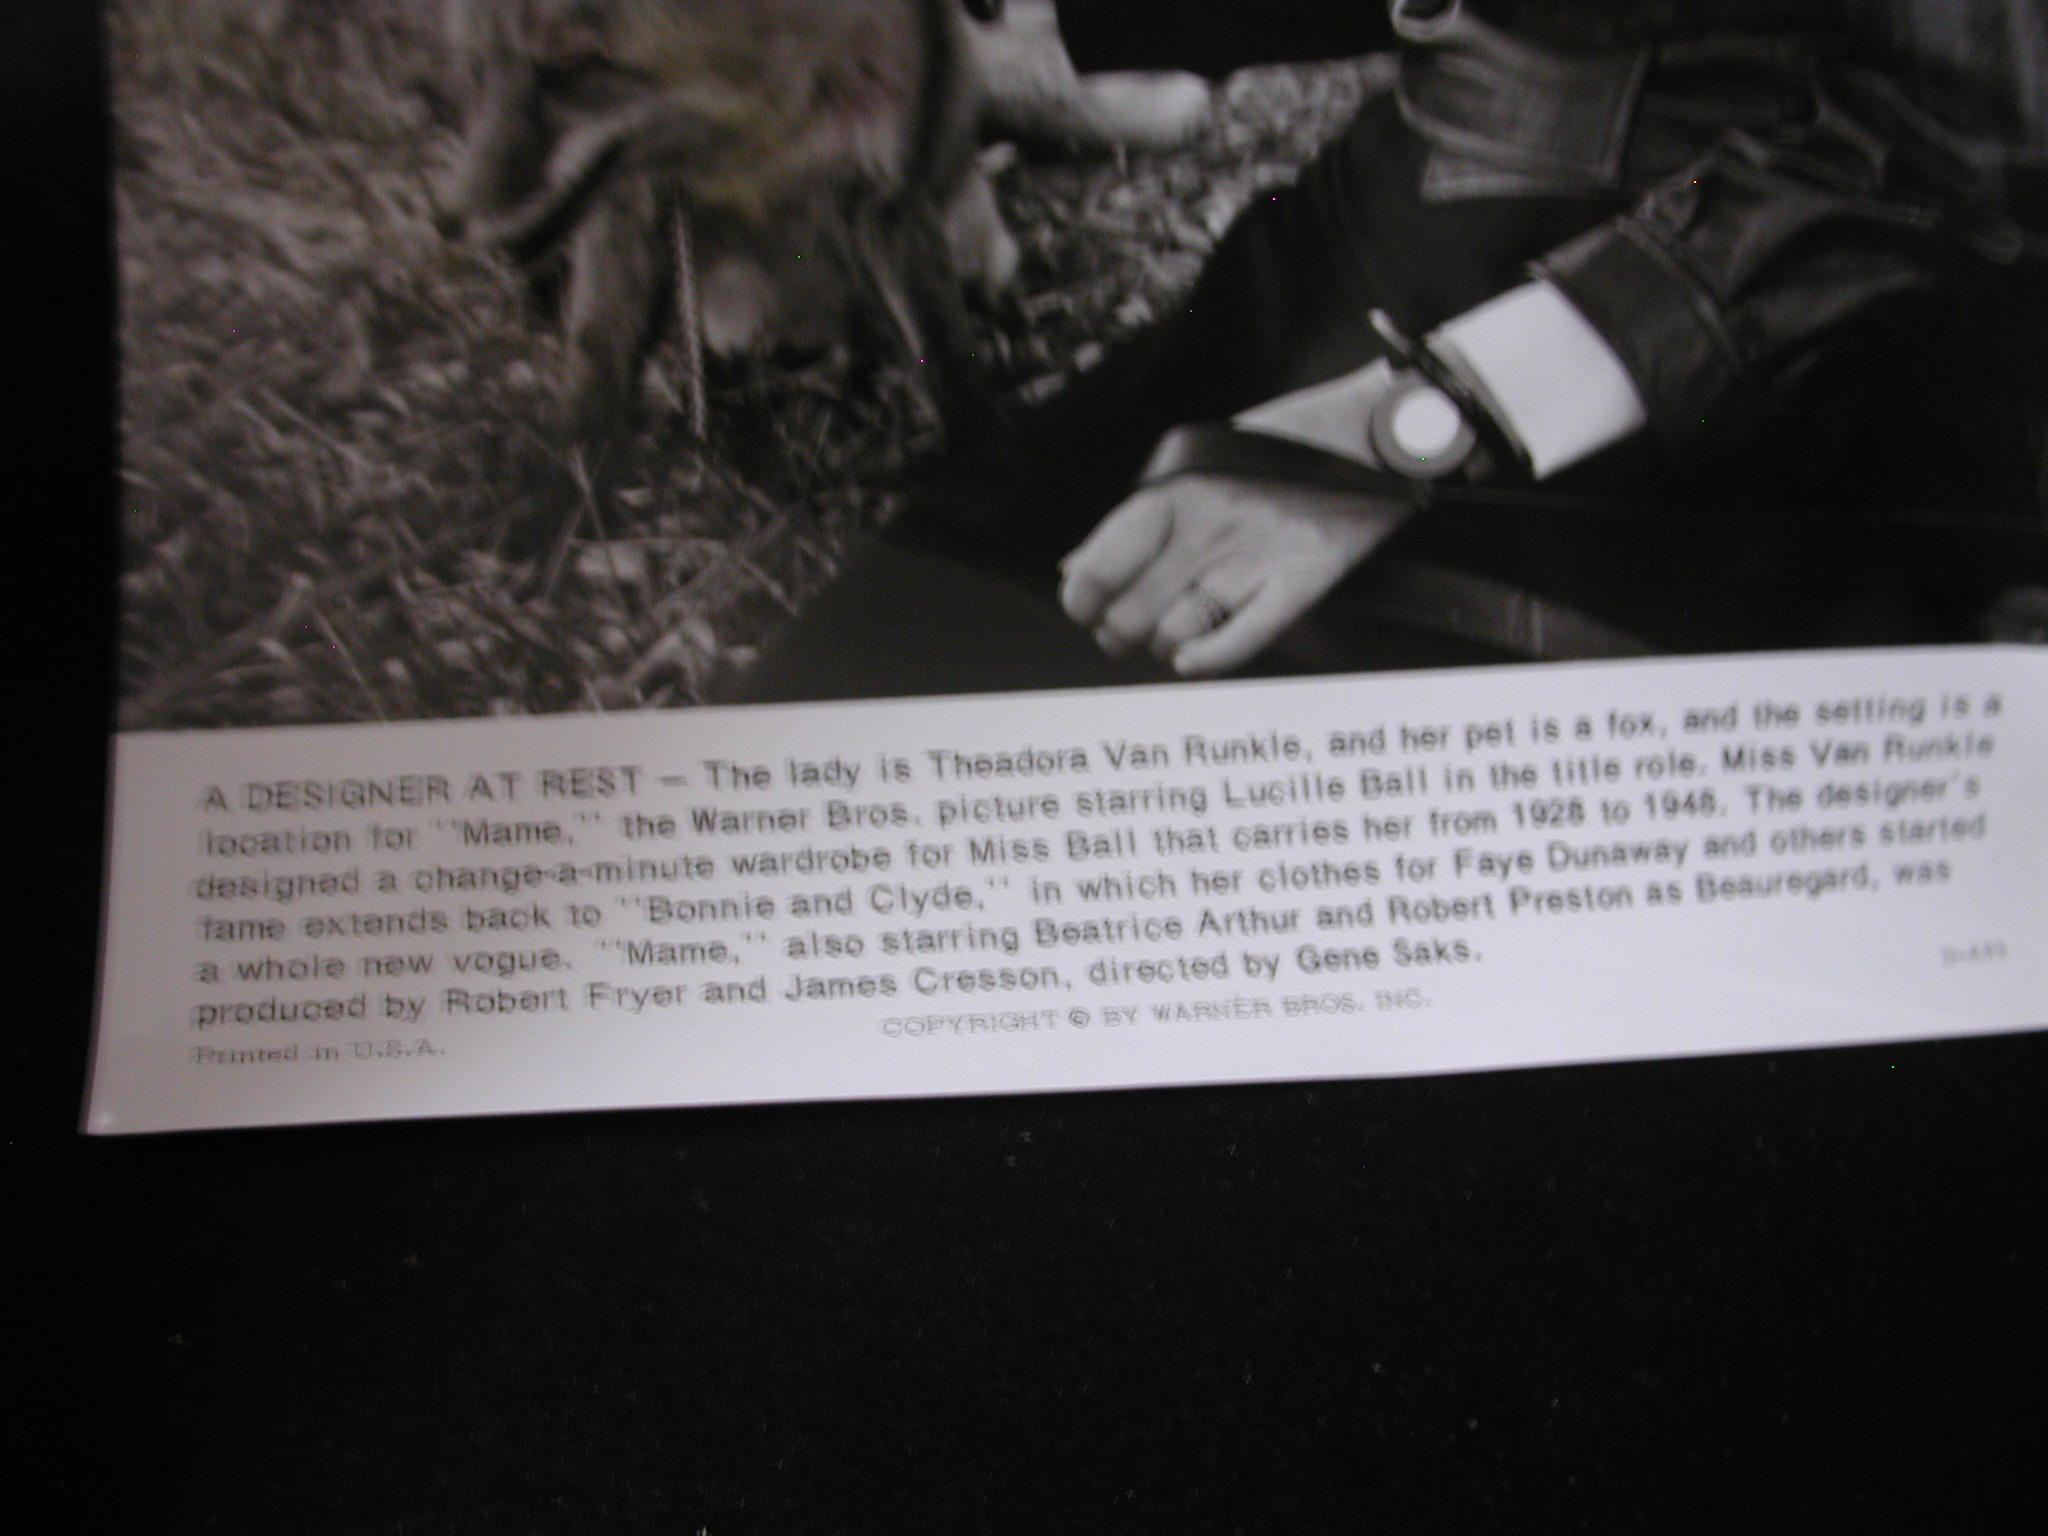 A DESIGNER AT REST — The lady is Theadora Van Runkle, and her pet is a fox, and the setting is a
location for "Mame," the Warner Bros. picture starring Lucille Ball in the title role. Miss Van Runkle
designed a change-a-minute wardrobe for Miss Ball that carries her from 1928 to 1948. The designer's
fame extends back to "Bonnie and Clyde," in which her clothes for Faye Dunaway and others started
a whole new vogue. "Mame," also starring Beatrice Arthur and Robert Preston as Beauregard, was
produced by Robert Fryer and James Cresson, directed by Gene Saks.
COPYRIGHT © BY WARNER BROS. INC.
Printed in U.S.A.